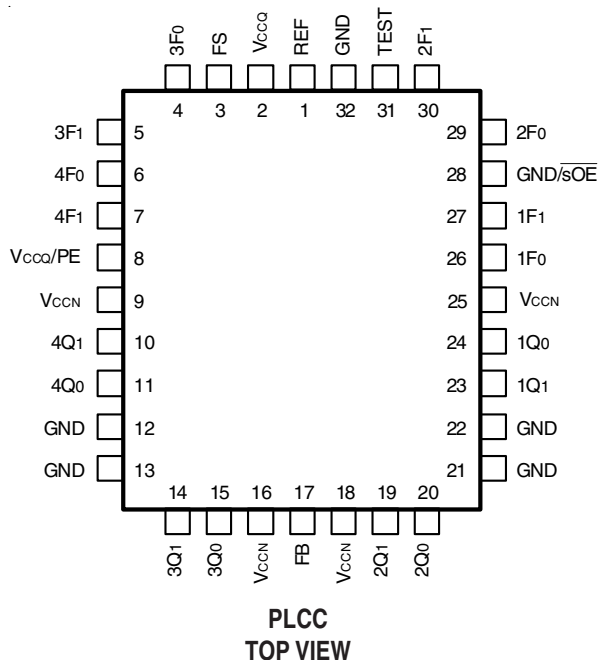 3F0 FS VCCQ REF GND TEST 2F1
4 3 2 1 32 31 30
3F1 5 29 2F0
4F0 6 28 GND/s̅O̅E̅
4F1 7 27 1F1
VCCQ/PE 8 26 1F0
VCCN 9 25 VCCN
4Q1 10 24 1Q0
4Q0 11 23 1Q1
GND 12 22 GND
GND 13 21 GND
14 15 16 17 18 19 20
3Q1 3Q0 VCCN FB VCCN 2Q1 2Q0
PLCC
TOP VIEW